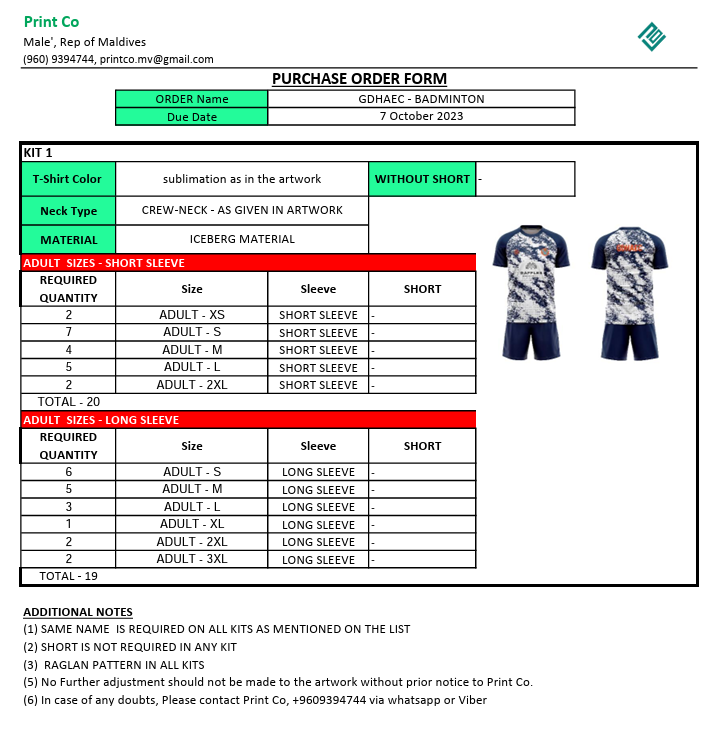 Print Co
Male', Rep of Maldives
(960) 9394744, printco.mv@gmail.com
PURCHASE ORDER FORM
ORDER Name GDHAEC - BADMINTON
Due Date 7 October 2023
KIT 1
T-Shirt Color sublimation as in the artwork WITHOUT SHORT -
Neck Type CREW-NECK - AS GIVEN IN ARTWORK
MATERIAL ICEBERG MATERIAL
ADULT SIZES - SHORT SLEEVE
REQUIRED QUANTITY Size Sleeve SHORT
2 ADULT - XS SHORT SLEEVE -
7 ADULT - S SHORT SLEEVE -
4 ADULT - M SHORT SLEEVE -
5 ADULT - L SHORT SLEEVE -
2 ADULT - 2XL SHORT SLEEVE -
TOTAL - 20
ADULT SIZES - LONG SLEEVE
REQUIRED QUANTITY Size Sleeve SHORT
6 ADULT - S LONG SLEEVE -
5 ADULT - M LONG SLEEVE -
3 ADULT - L LONG SLEEVE -
1 ADULT - XL LONG SLEEVE -
2 ADULT - 2XL LONG SLEEVE -
2 ADULT - 3XL LONG SLEEVE -
TOTAL - 19
ADDITIONAL NOTES
(1) SAME NAME IS REQUIRED ON ALL KITS AS MENTIONED ON THE LIST
(2) SHORT IS NOT REQUIRED IN ANY KIT
(3) RAGLAN PATTERN IN ALL KITS
(5) No Further adjustment should not be made to the artwork without prior notice to Print Co.
(6) In case of any doubts, Please contact Print Co, +9609394744 via whatsapp or Viber